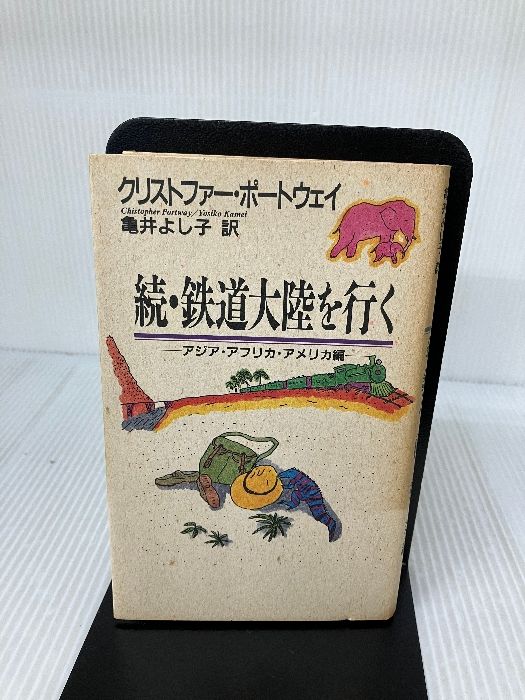 クリストファー・ポートウェイ
Chistopher Portway/Yosiko Kamei
亀井よし子 訳
続・鉄道大陸を行く
—アジア・アフリカ・アメリカ編—